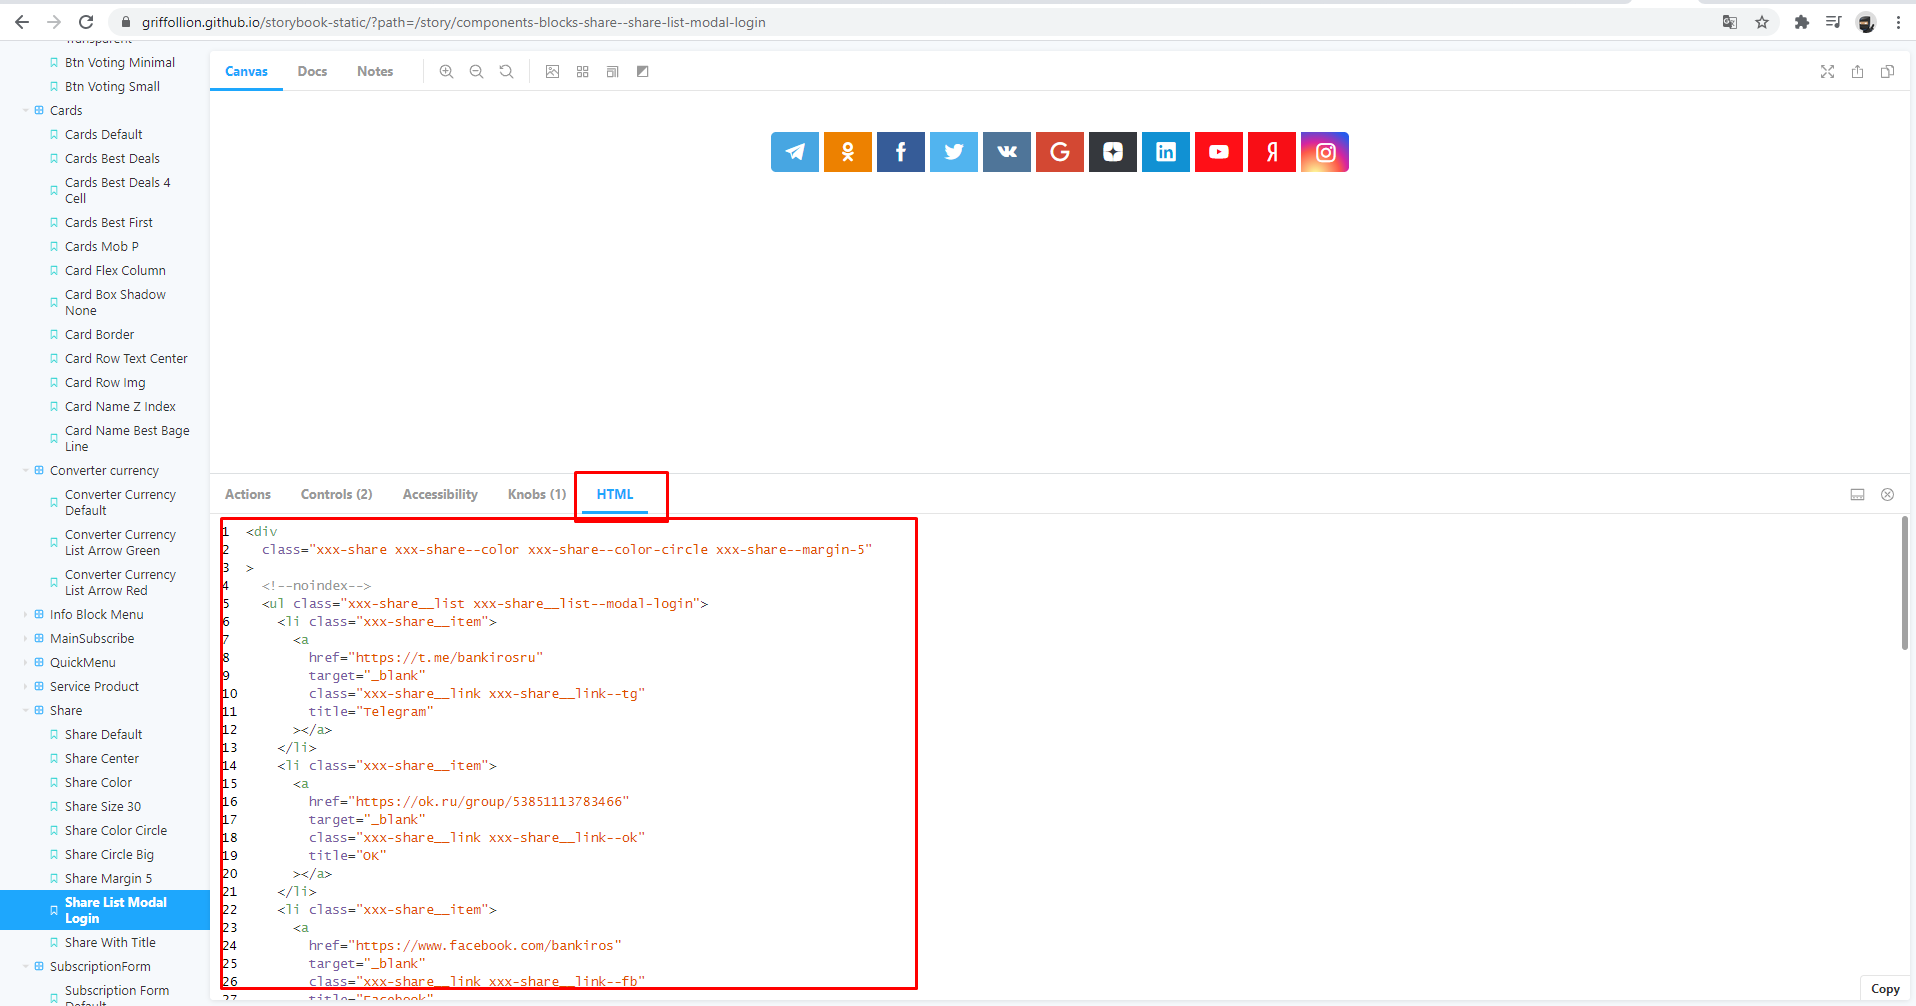 griffollion.github.io/storybook-static/?path=/story/components-blocks-share--share-list-modal-login
Transparent
Btn Voting Minimal
Btn Voting Small
Cards
Cards Default
Cards Best Deals
Cards Best Deals 4
Cell
Cards Best First
Cards Mob P
Card Flex Column
Card Box Shadow
None
Card Border
Card Row Text Center
Card Row Img
Card Name Z Index
Card Name Best Bage
Line
Converter currency
Converter Currency
Default
Converter Currency
List Arrow Green
Converter Currency
List Arrow Red
Info Block Menu
MainSubscribe
QuickMenu
Service Product
Share
Share Default
Share Center
Share Color
Share Size 30
Share Color Circle
Share Circle Big
Share Margin 5
Share List Modal
Login
Share With Title
SubscriptionForm
Subscription Form
Default
Canvas Docs Notes
Actions Controls (2) Accessibility Knobs (1) HTML
1 <div
2 class="xxx-share xxx-share--color xxx-share--color-circle xxx-share--margin-5"
3 >
4 <!--noindex-->
5 <ul class="xxx-share__list xxx-share__list--modal-login">
6 <li class="xxx-share__item">
7 <a
8 href="https://t.me/bankirosru"
9 target="_blank"
10 class="xxx-share__link xxx-share__link--tg"
11 title="Telegram"
12 ></a>
13 </li>
14 <li class="xxx-share__item">
15 <a
16 href="https://ok.ru/group/53851113783466"
17 target="_blank"
18 class="xxx-share__link xxx-share__link--ok"
19 title="OK"
20 ></a>
21 </li>
22 <li class="xxx-share__item">
23 <a
24 href="https://www.facebook.com/bankiros"
25 target="_blank"
26 class="xxx-share__link xxx-share__link--fb"
27 title="Facebook"
Copy